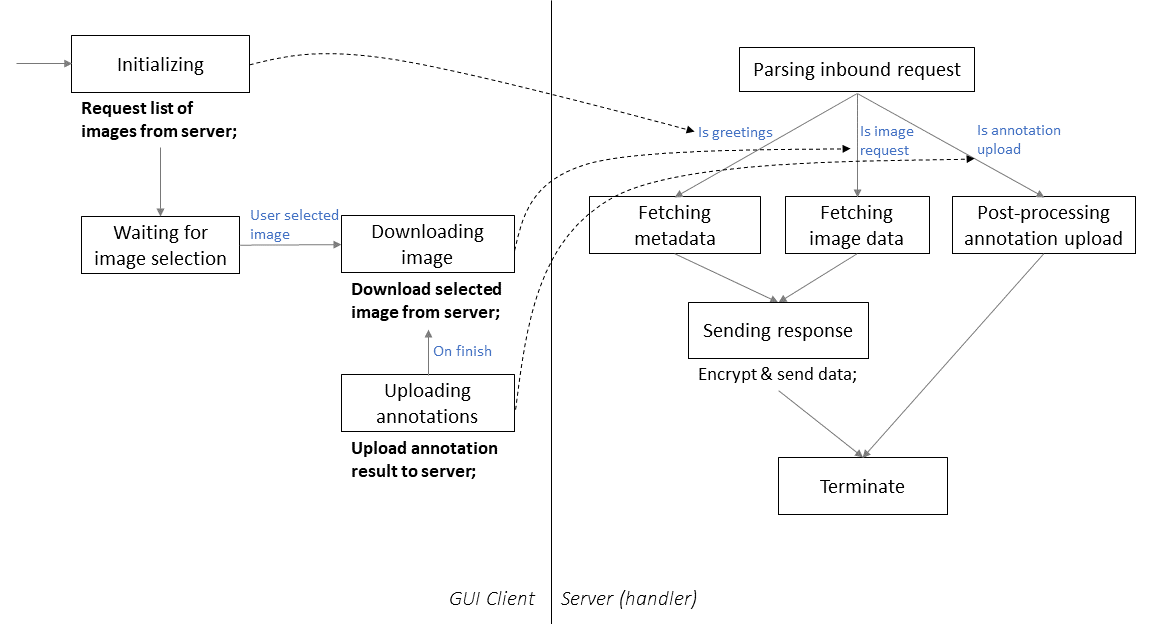 Initializing
Request list of
images from server;
Waiting for
image selection
User selected
image
Downloading
image
Download selected
image from server;
On finish
Uploading
annotations
Upload annotation
result to server;
GUI Client
Parsing inbound request
Is greetings
Is image
request
Is annotation
upload
Fetching
metadata
Fetching
image data
Post-processing
annotation upload
Sending response
Encrypt & send data;
Terminate
Server (handler)